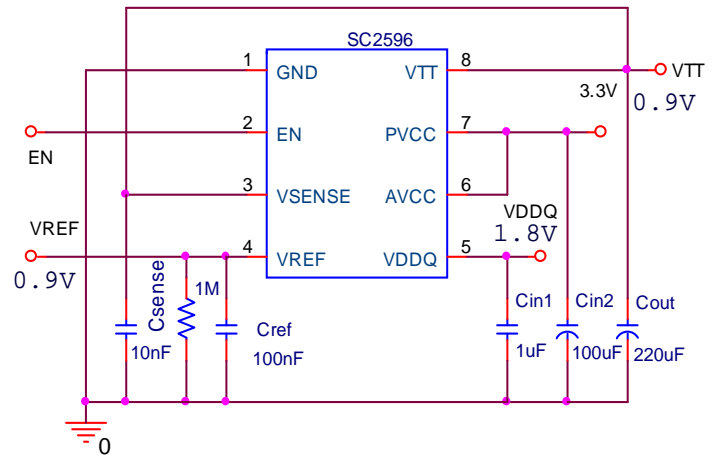 SC2596
1 GND
VTT 8
VTT
3.3V
0.9V
2 EN
PVCC 7
EN
3 VSENSE
AVCC 6
VREF
VDDQ
1.8V
4 VREF
VDDQ 5
0.9V
Csense
1M
Cin1
Cin2
Cout
10nF
Cref
100nF
1uF
100uF
220uF
0